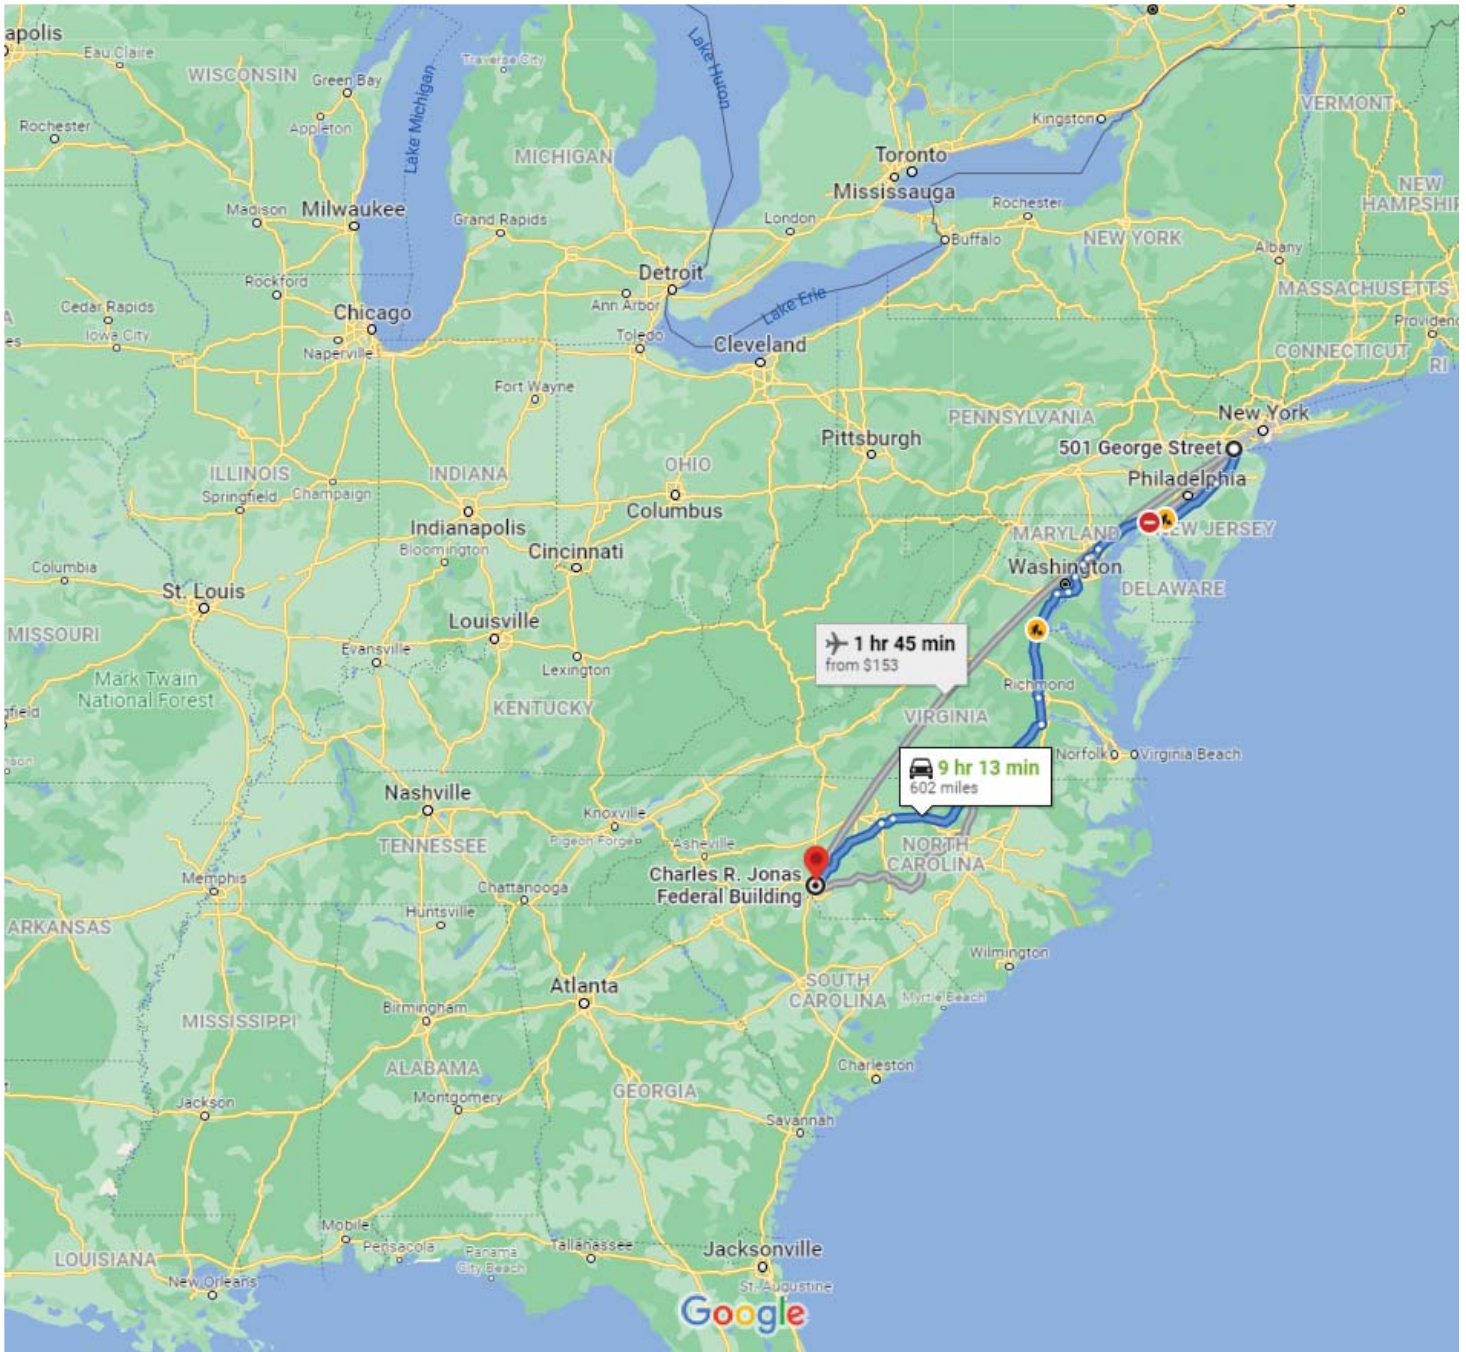 apolis
Eau Claire
WISCONSIN
Green Bay
Appleton
Rochester
Lake Michigan
Traverse City
Lake Huron
MICHIGAN
Kingston
VERMONT
Toronto
Mississauga
NEW
HAMPSHIR
Madison
Milwaukee
Grand Rapids
London
Rochester
Buffalo
NEW YORK
Albany
Rockford
Detroit
Ann Arbor
Lake Erie
MASSACHUSETTS
Cedar Rapids
Iowa City
Chicago
Naperville
Toledo
Cleveland
Providenc
CONNECTICUT
RI
Fort Wayne
PENNSYLVANIA
New York
Pittsburgh
501 George Street
Philadelphia
ILLINOIS
Springfield
Champaign
INDIANA
OHIO
Columbus
Indianapolis
Bloomington
Cincinnati
MARYLAND
EW JERSEY
Washington
DELAWARE
Columbia
St. Louis
MISSOURI
Louisville
Evansville
Lexington
1 hr 45 min
from $153
Mark Twain
National Forest
gfield
KENTUCKY
Richmond
VIRGINIA
Norfolk
Virginia Beach
9 hr 13 min
602 miles
Nashville
TENNESSEE
Knoxville
Pigeon Forge
Asheville
NORTH
CAROLINA
Charles R. Jonas
Federal Building
Memphis
Chattanooga
Huntsville
ARKANSAS
Wilmington
Atlanta
SOUTH
CAROLINA
Myrtle Beach
Birmingham
MISSISSIPPI
ALABAMA
Charleston
GEORGIA
Montgomery
Jackson
Savannah
Mobile
Pensacola
Panama
City Beach
Tallahassee
Jacksonville
LOUISIANA
New Orleans
St. Augustine
Google